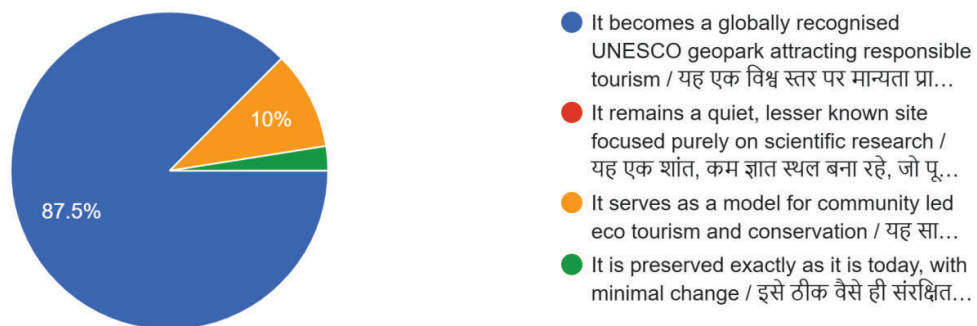 87.5%
10%
It becomes a globally recognised
UNESCO geopark attracting responsible
tourism / यह एक विश्व स्तर पर मान्यता प्रा...
It remains a quiet, lesser known site
focused purely on scientific research /
यह एक शांत, कम ज्ञात स्थल बना रहे, जो पू...
It serves as a model for community led
eco tourism and conservation / यह सा...
It is preserved exactly as it is today, with
minimal change / इसे ठीक वैसे ही संरक्षित...